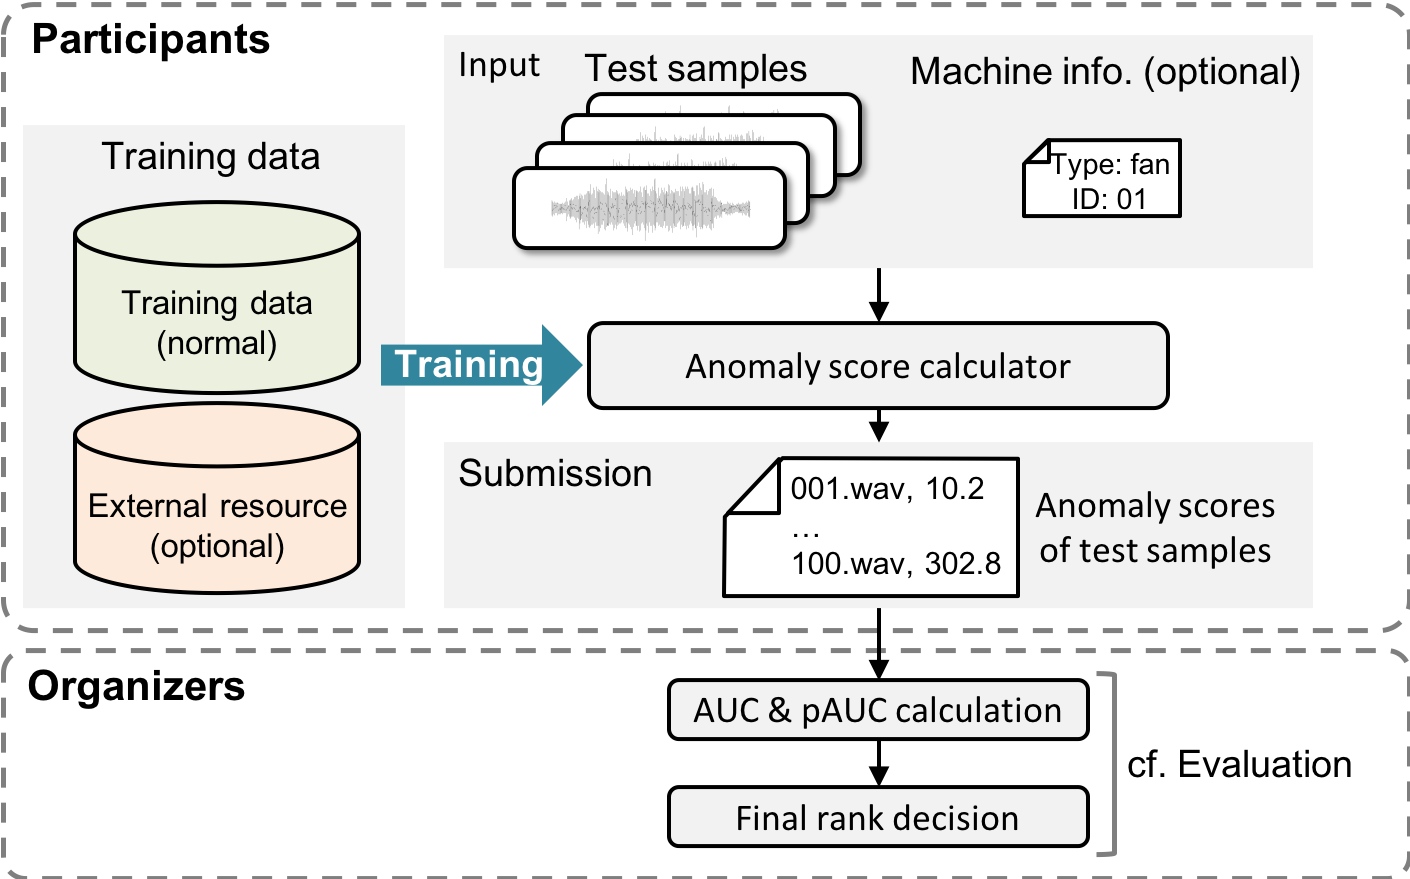 Participants
Training data
Training data
(normal)
External resource
(optional)
Training
Input
Test samples
Machine info. (optional)
Type: fan
ID: 01
Anomaly score calculator
Submission
001.wav, 10.2
...
100.wav, 302.8
Anomaly scores
of test samples
Organizers
AUC & pAUC calculation
Final rank decision
cf. Evaluation